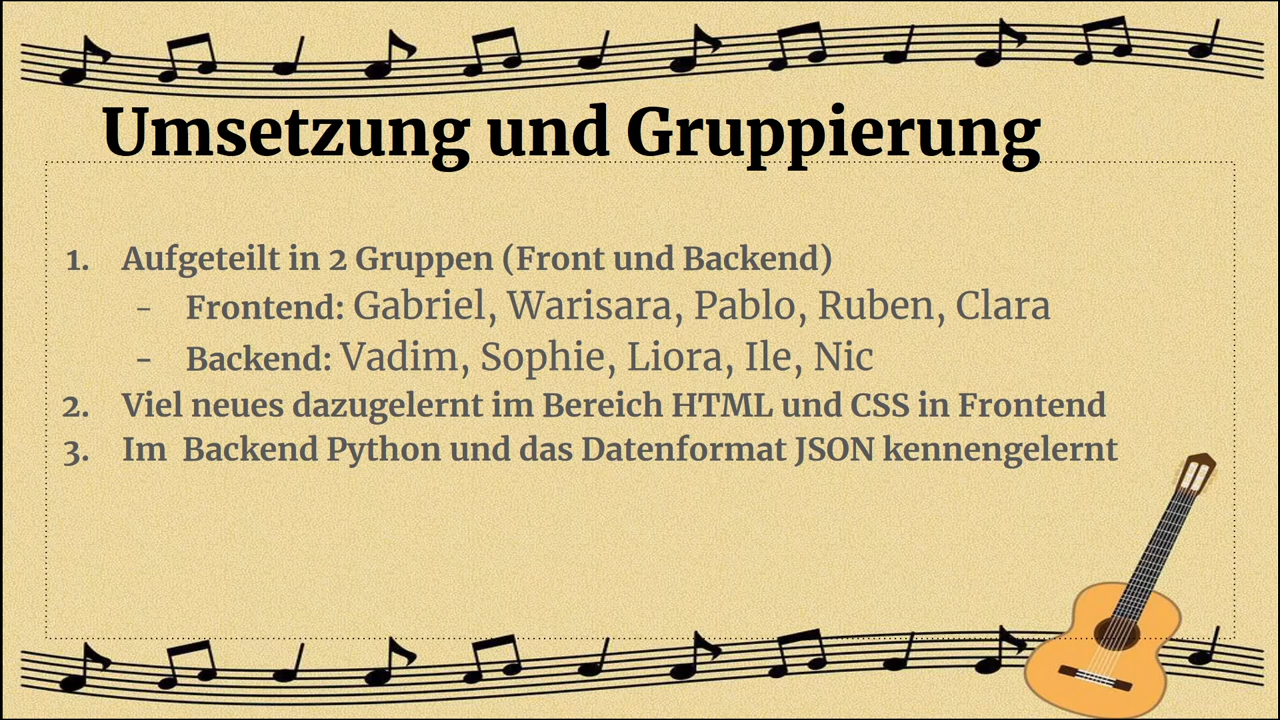 Umsetzung und Gruppierung
1. Aufgeteilt in 2 Gruppen (Front und Backend)
- Frontend: Gabriel, Warisara, Pablo, Ruben, Clara
- Backend: Vadim, Sophie, Liora, Ile, Nic
2. Viel neues dazugelernt im Bereich HTML und CSS in Frontend
3. Im  Backend Python und das Datenformat JSON kennengelernt